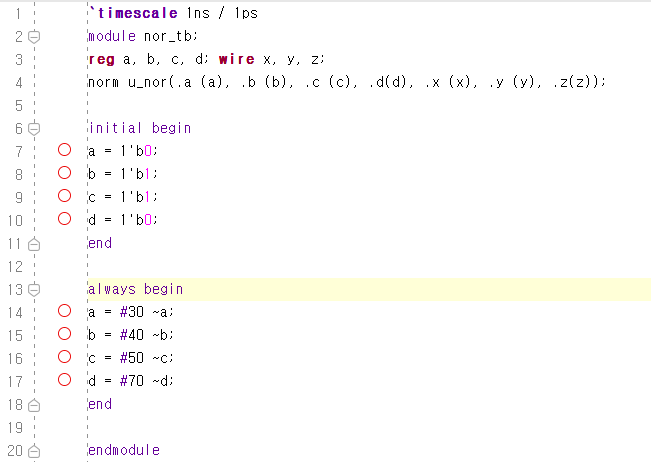 1 `timescale 1ns / 1ps
2 module nor_tb;
3 reg a, b, c, d; wire x, y, z;
4 norm u_nor(.a (a), .b (b), .c (c), .d(d), .x (x), .y (y), .z(z));
5
6 initial begin
7 a = 1'b0;
8 b = 1'b1;
9 c = 1'b1;
10 d = 1'b0;
11 end
12
13 always begin
14 a = #30 ~a;
15 b = #40 ~b;
16 c = #50 ~c;
17 d = #70 ~d;
18 end
19
20 endmodule